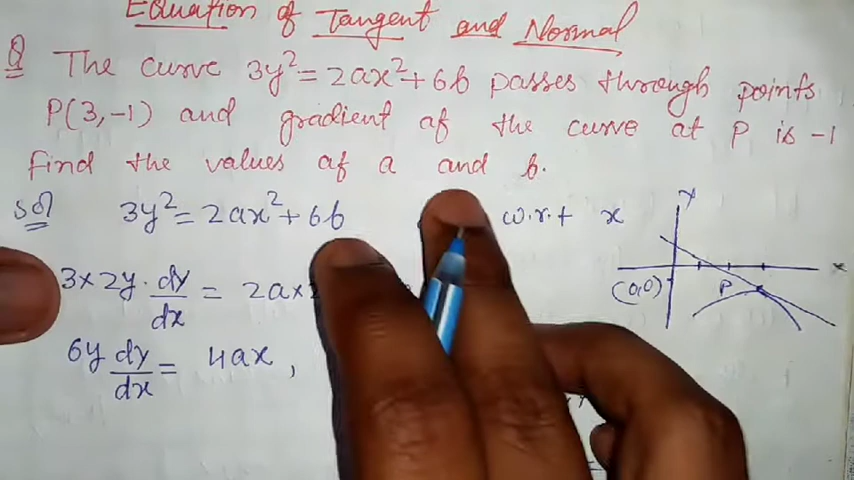 Equation of Tangent and Normal
Q The curve 3y² = 2ax² + 6b passes through points
P(3, -1) and gradient of the curve at P is -1
find the values of a and b.
Sol 3y² = 2ax² + 6b w.r.t x
3 × 2y · dy/dx = 2a ×
6y dy/dx = 4ax ,
y
x
(0,0)
P